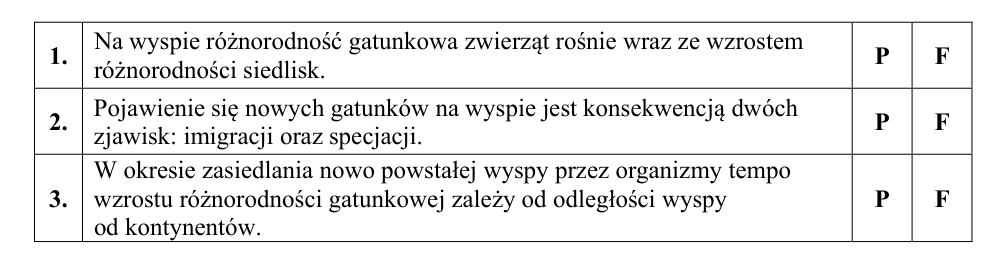 1. Na wyspie różnorodność gatunkowa zwierząt rośnie wraz ze wzrostem P F
różnorodności siedlisk.
2. Pojawienie się nowych gatunków na wyspie jest konsekwencją dwóch P F
zjawisk: imigracji oraz specjacji.
W okresie zasiedlania nowo powstałej wyspy przez organizmy tempo
3. wzrostu różnorodności gatunkowej zależy od odległości wyspy P F
od kontynentów.